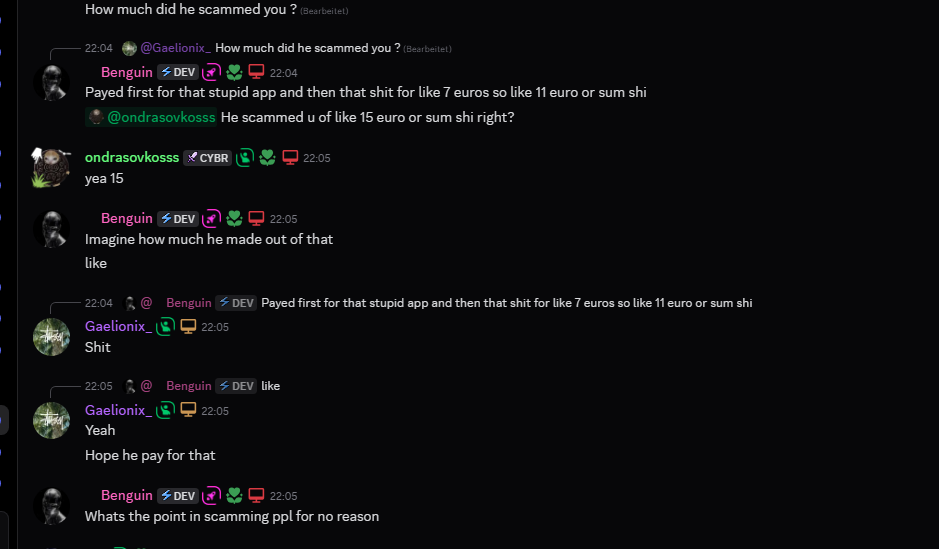 How much did he scammed you ? (Bearbeitet)
22:04 @Gaelionix_ How much did he scammed you ? (Bearbeitet)
Benguin DEV 22:04
Payed first for that stupid app and then that shit for like 7 euros so like 11 euro or sum shi
@ondrasovkosss He scammed u of like 15 euro or sum shi right?
ondrasovkosss CYBR 22:05
yea 15
Benguin DEV 22:05
Imagine how much he made out of that
like
22:04 @ Benguin DEV Payed first for that stupid app and then that shit for like 7 euros so like 11 euro or sum shi
Gaelionix_ 22:05
Shit
22:05 @ Benguin DEV like
Gaelionix_ 22:05
Yeah
Hope he pay for that
Benguin DEV 22:05
Whats the point in scamming ppl for no reason